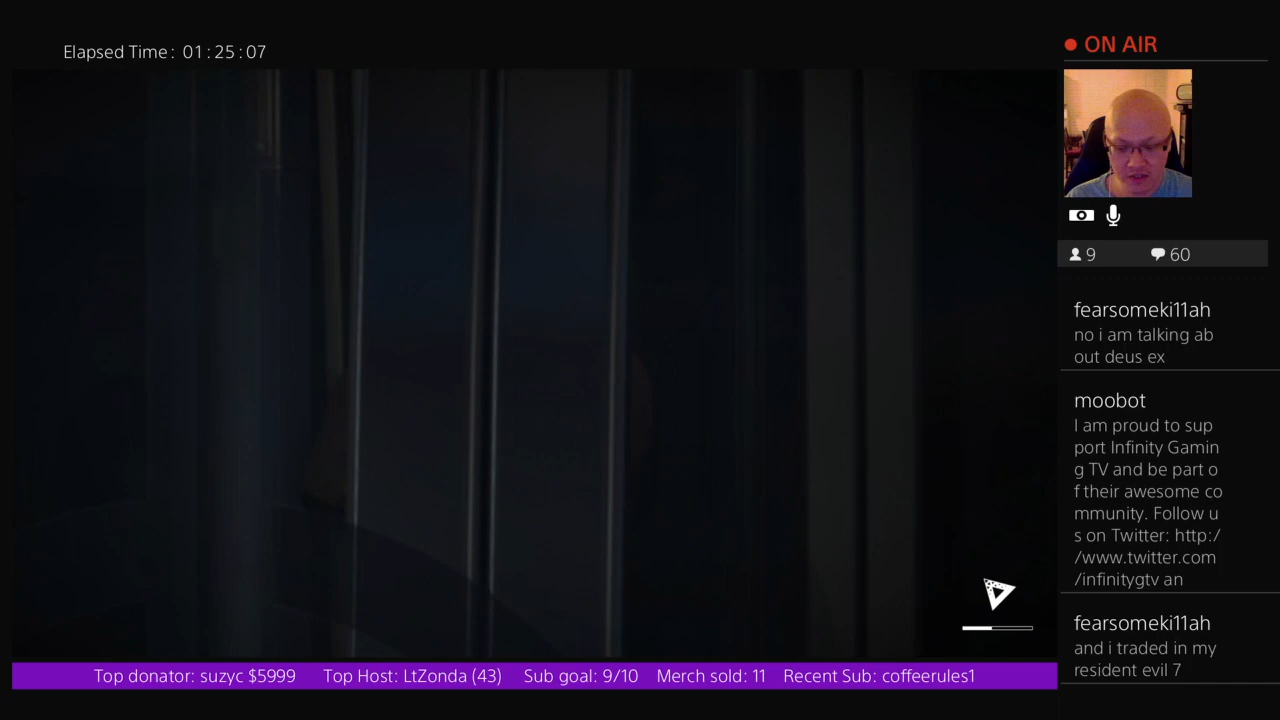 Elapsed Time: 01:25:07
ON AIR
9 60
fearsomeki11ah
no i am talking ab
out deus ex
moobot
I am proud to sup
port Infinity Gamin
g TV and be part o
f their awesome co
mmunity. Follow u
s on Twitter: http:/
/www.twitter.com
/infinitygtv an
fearsomeki11ah
and i traded in my
resident evil 7
Top donator: suzyc $5999 Top Host: LtZonda (43) Sub goal: 9/10 Merch sold: 11 Recent Sub: coffeerules1